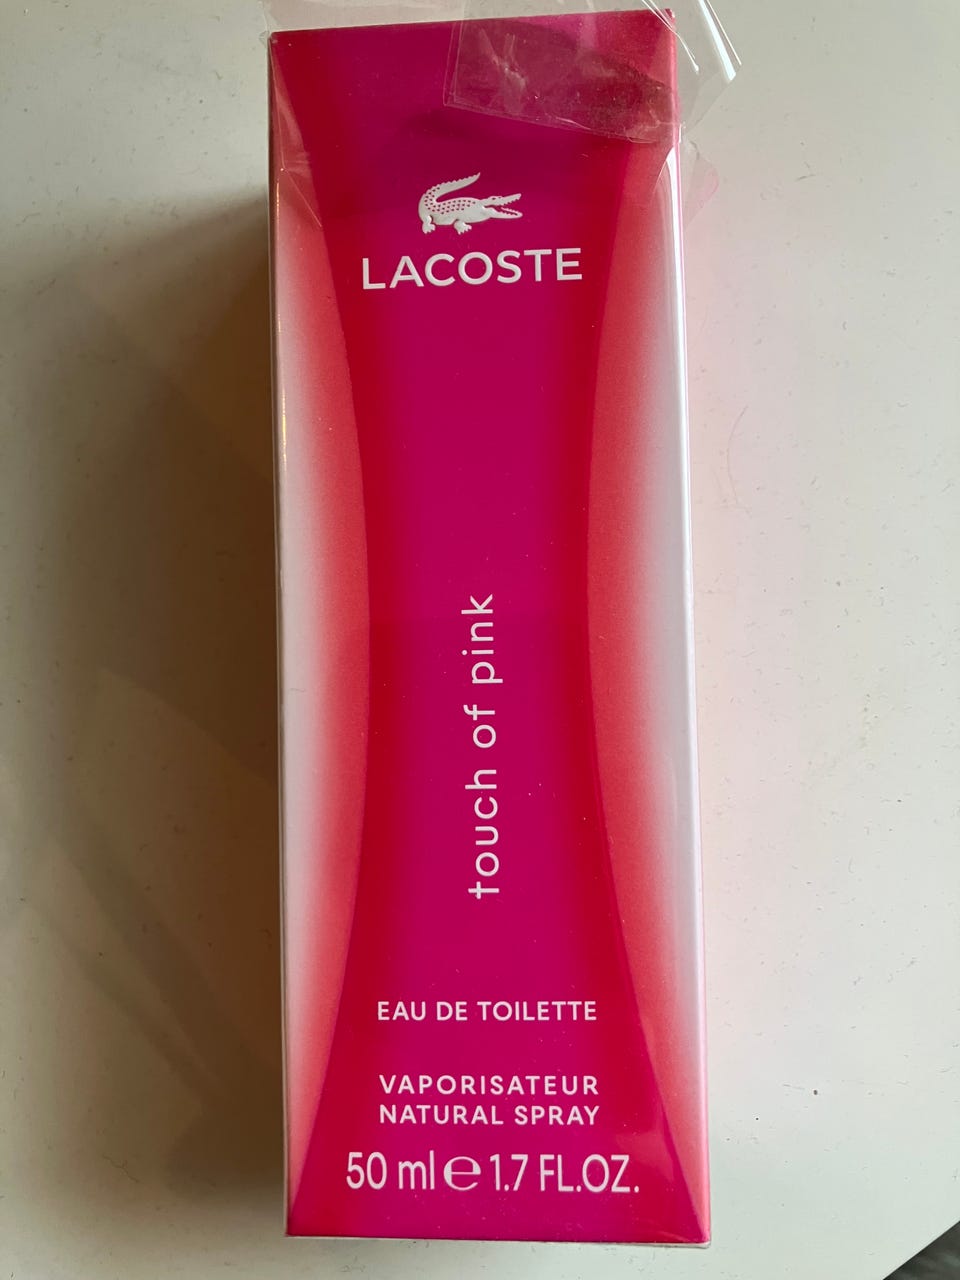 LACOSTE
touch of pink
EAU DE TOILETTE
VAPORISATEUR
NATURAL SPRAY
50 ml ℮ 1.7 FL.OZ.